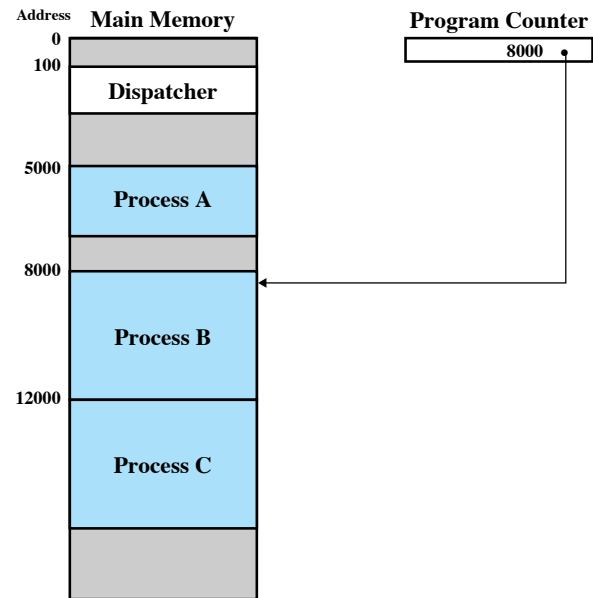 Address
Main Memory
Program Counter
0
8000
100
Dispatcher
5000
Process A
8000
Process B
12000
Process C